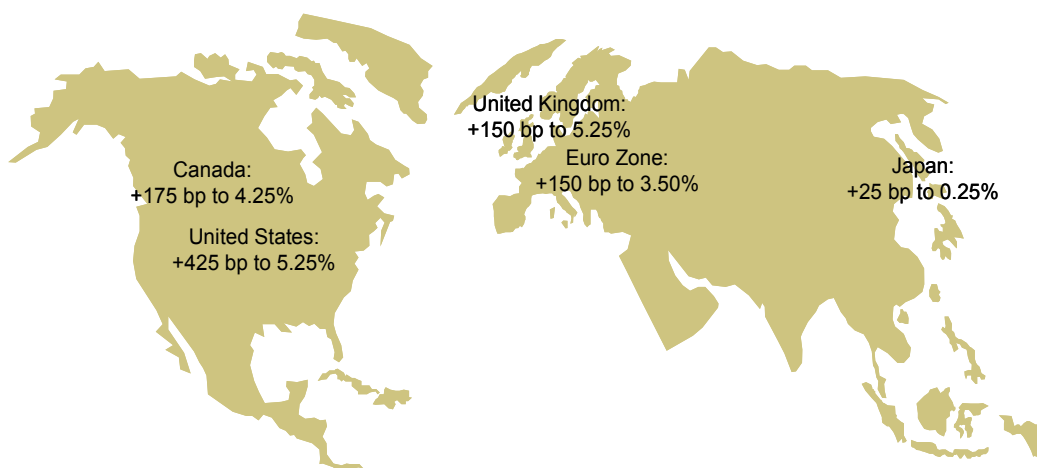 United Kingdom:
+150 bp to 5.25%
Euro Zone:
+150 bp to 3.50%
Japan:
+25 bp to 0.25%
Canada:
+175 bp to 4.25%
United States:
+425 bp to 5.25%